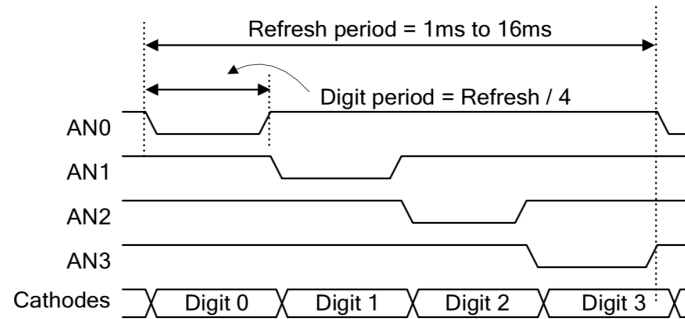 Refresh period = 1ms to 16ms
Digit period = Refresh / 4
AN0
AN1
AN2
AN3
Cathodes Digit 0 Digit 1 Digit 2 Digit 3